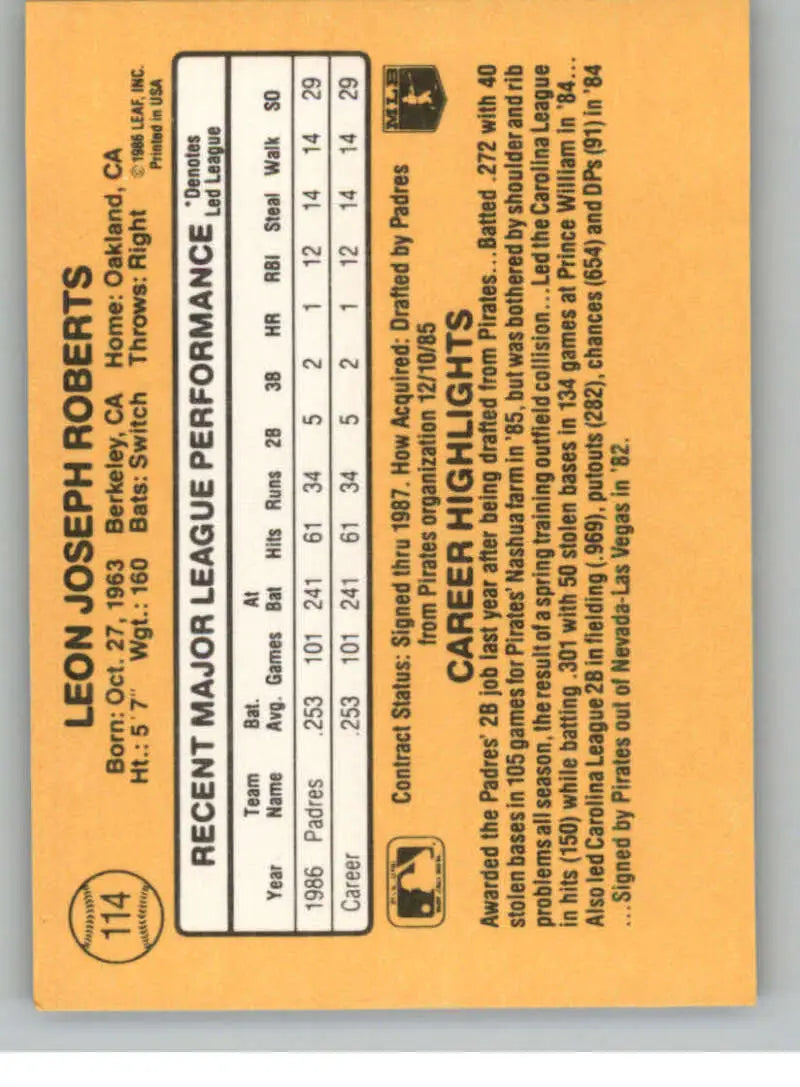 114
LEON JOSEPH ROBERTS
Born: Oct. 27, 1963 Berkeley, CA Home: Oakland, CA
Ht.: 5'7" Wgt.: 160 Bats: Switch Throws: Right
©1986 LEAF, INC.
Printed in USA
RECENT MAJOR LEAGUE PERFORMANCE
*Denotes
Led League
Year Team Name Bat. Avg. Games At Bat Hits Runs 2B 3B HR RBI Steal Walk SO
1986 Padres .253 101 241 61 34 5 2 1 12 14 14 29
Career .253 101 241 61 34 5 2 1 12 14 14 29
Contract Status: Signed thru 1987. How Acquired: Drafted by Padres
from Pirates organization 12/10/85
MLB
CAREER HIGHLIGHTS
Awarded the Padres' 2B job last year after being drafted from Pirates...Batted .272 with 40
stolen bases in 105 games for Pirates' Nashua farm in '85, but was bothered by shoulder and rib
problems all season, the result of a spring training outfield collision...Led the Carolina League
in hits (150) while batting .301 with 50 stolen bases in 134 games at Prince William in '84...
Also led Carolina League 2B in fielding (.969), putouts (282), chances (654) and DPs (91) in '84
...Signed by Pirates out of Nevada-Las Vegas in '82.